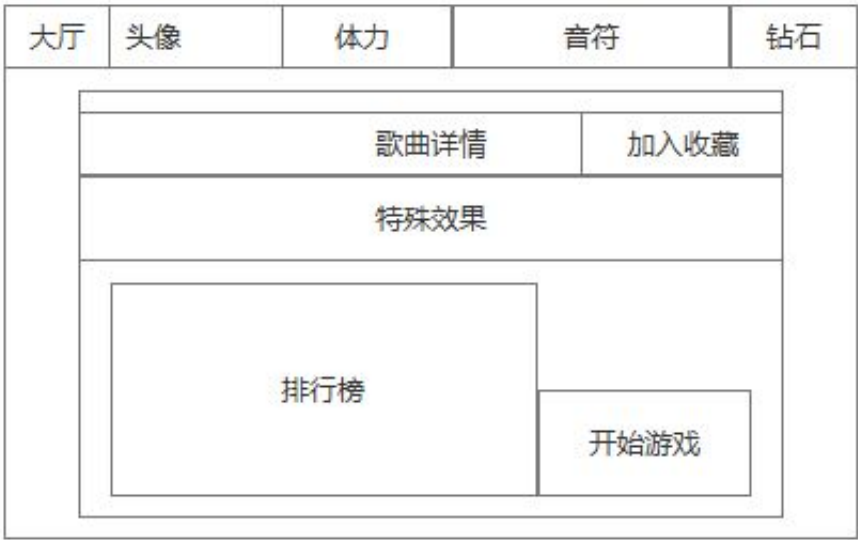 大厅 头像 体力 音符 钻石
歌曲详情 加入收藏
特殊效果
排行榜
开始游戏